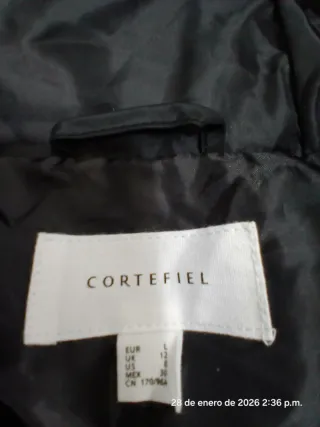 CORTEFIEL
EUR L
UK 12
US 8
MEX 30
CN 170/96A
28 de enero de 2026 2:36 p.m.